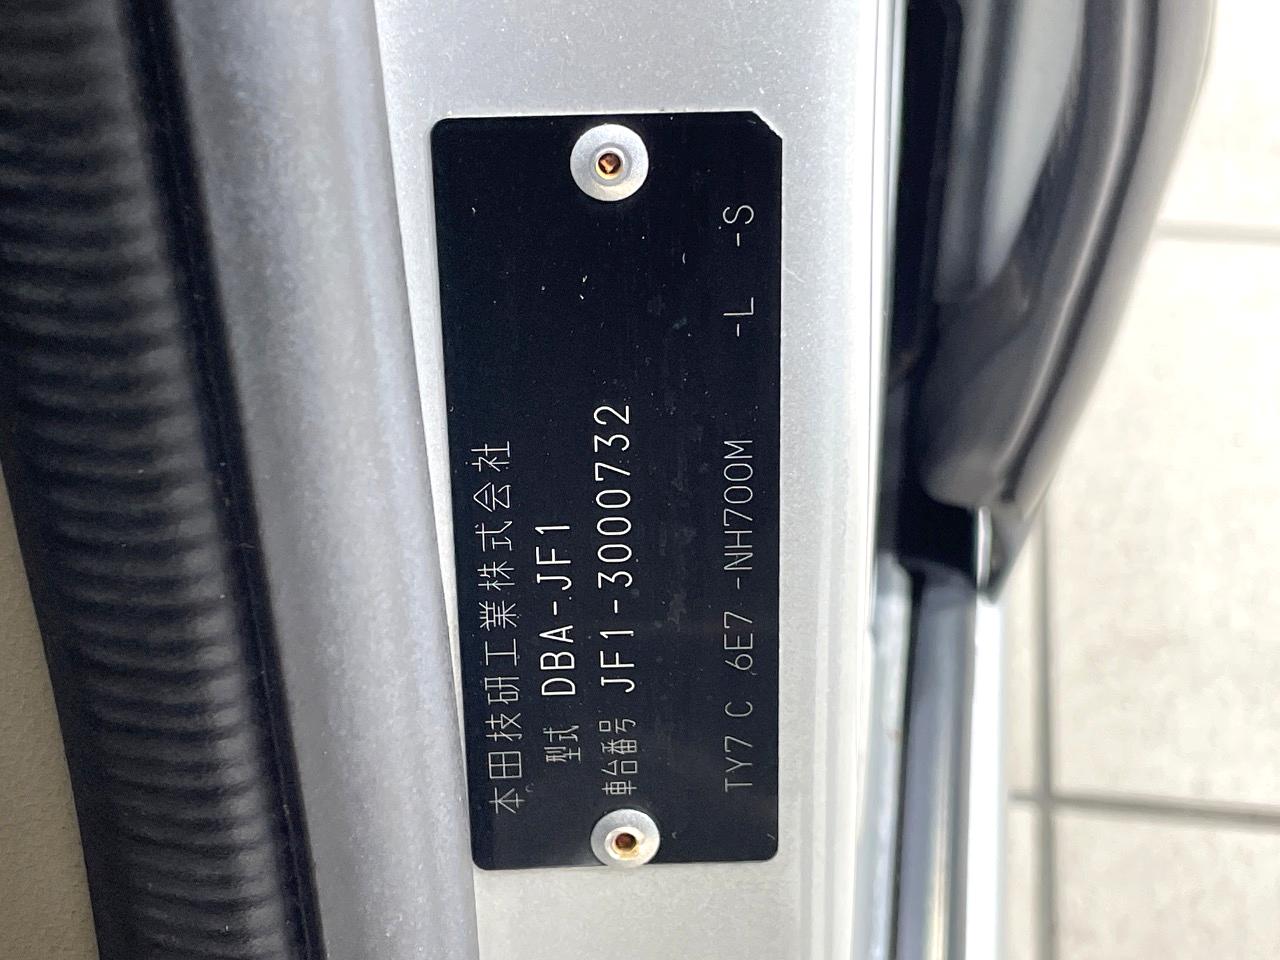 本田技研工業株式会社
型式 DBA-JF1
車台番号 JF1-3000732
TY7 C 6E7 -NH700M -L -S